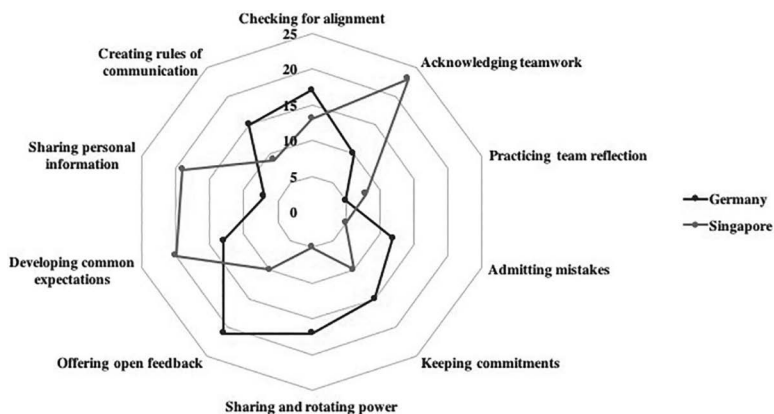 Checking for alignment
25
20
15
10
5
0
Acknowledging teamwork
Practicing team reflection
Admitting mistakes
Keeping commitments
Sharing and rotating power
Offering open feedback
Developing common
expectations
Sharing personal
information
Creating rules of
communication
Germany
Singapore